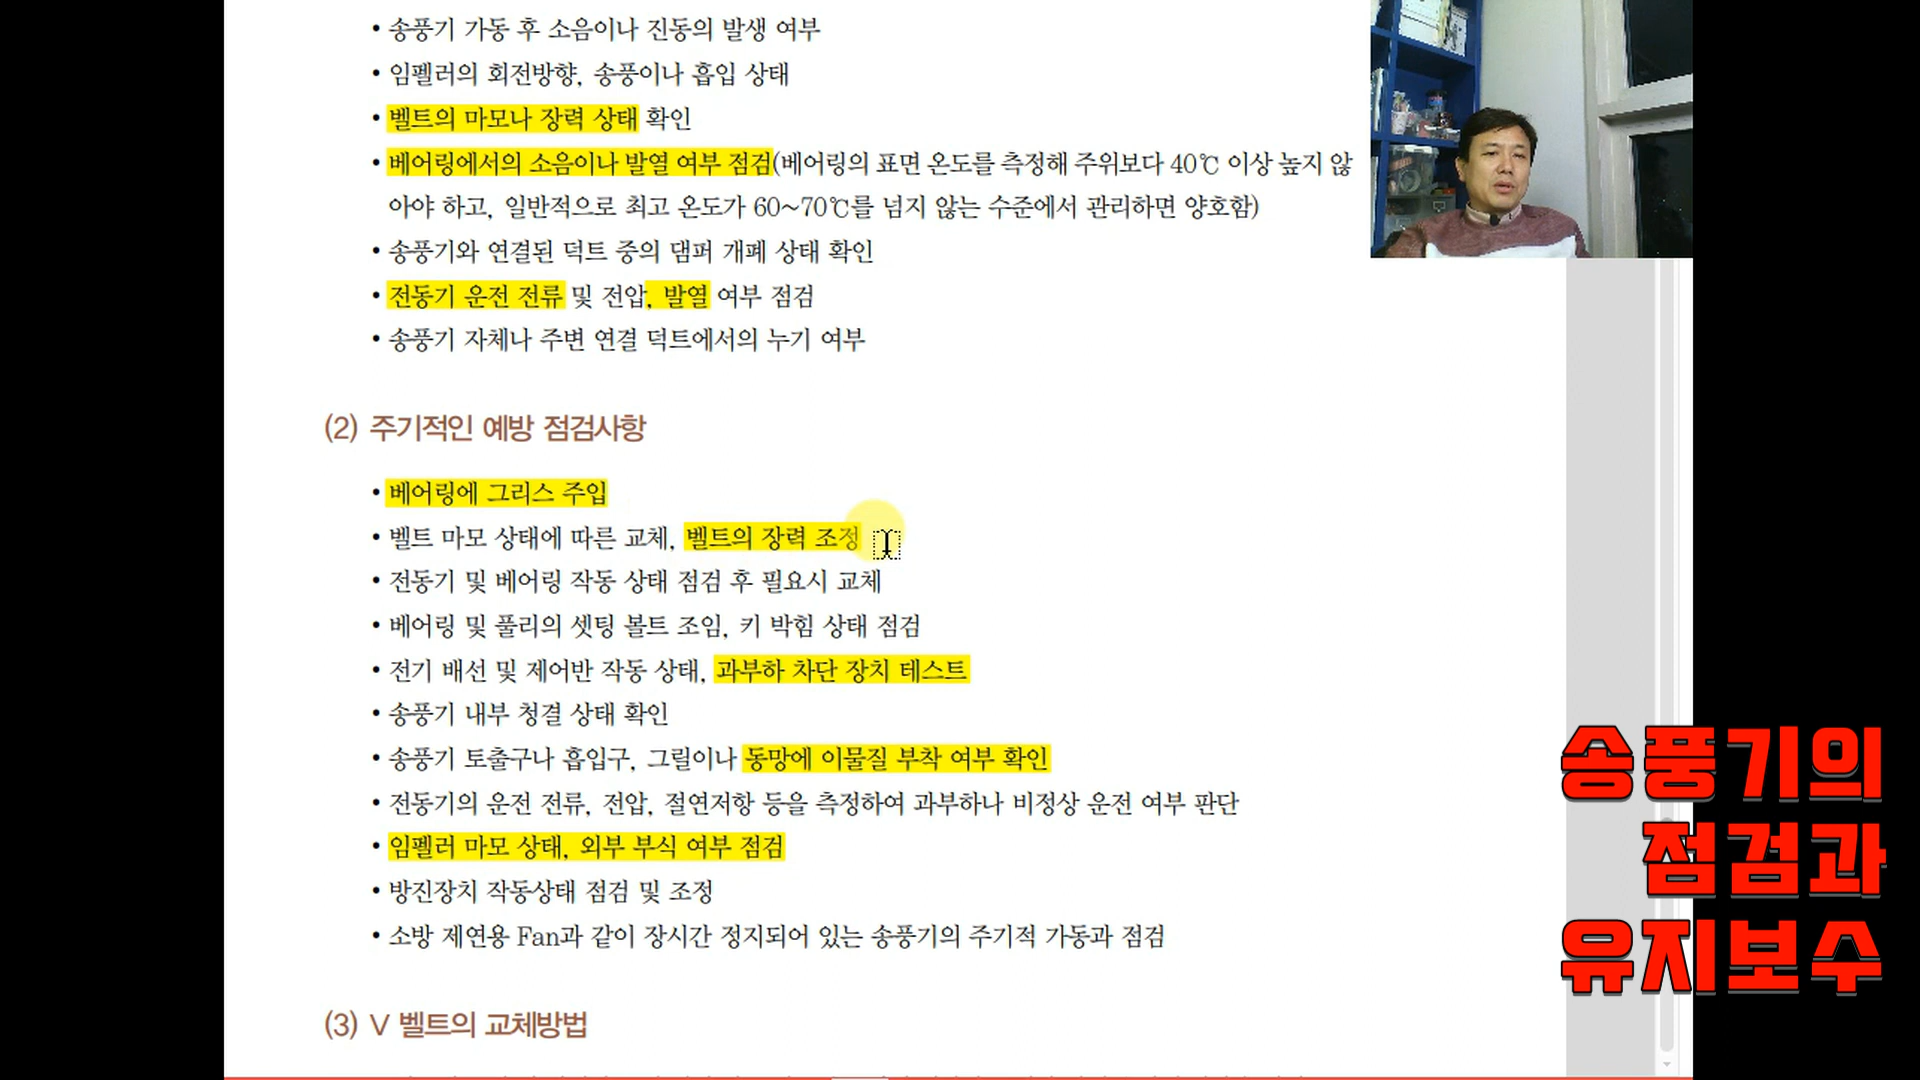 • 송풍기 가동 후 소음이나 진동의 발생 여부
• 임펠러의 회전방향, 송풍이나 흡입 상태
• 벨트의 마모나 장력 상태 확인
• 베어링에서의 소음이나 발열 여부 점검(베어링의 표면 온도를 측정해 주위보다 40℃ 이상 높지 않
아야 하고, 일반적으로 최고 온도가 60~70℃를 넘지 않는 수준에서 관리하면 양호함)
• 송풍기와 연결된 덕트 중의 댐퍼 개폐 상태 확인
• 전동기 운전 전류 및 전압, 발열 여부 점검
• 송풍기 자체나 주변 연결 덕트에서의 누기 여부
(2) 주기적인 예방 점검사항
• 베어링에 그리스 주입
• 벨트 마모 상태에 따른 교체, 벨트의 장력 조정
• 전동기 및 베어링 작동 상태 점검 후 필요시 교체
• 베어링 및 풀리의 셋팅 볼트 조임, 키 박힘 상태 점검
• 전기 배선 및 제어반 작동 상태, 과부하 차단 장치 테스트
• 송풍기 내부 청결 상태 확인
• 송풍기 토출구나 흡입구, 그릴이나 동망에 이물질 부착 여부 확인
• 전동기의 운전 전류, 전압, 절연저항 등을 측정하여 과부하나 비정상 운전 여부 판단
• 임펠러 마모 상태, 외부 부식 여부 점검
• 방진장치 작동상태 점검 및 조정
• 소방 제연용 Fan과 같이 장시간 정지되어 있는 송풍기의 주기적 가동과 점검
(3) V 벨트의 교체방법
송풍기의
점검과
유지보수